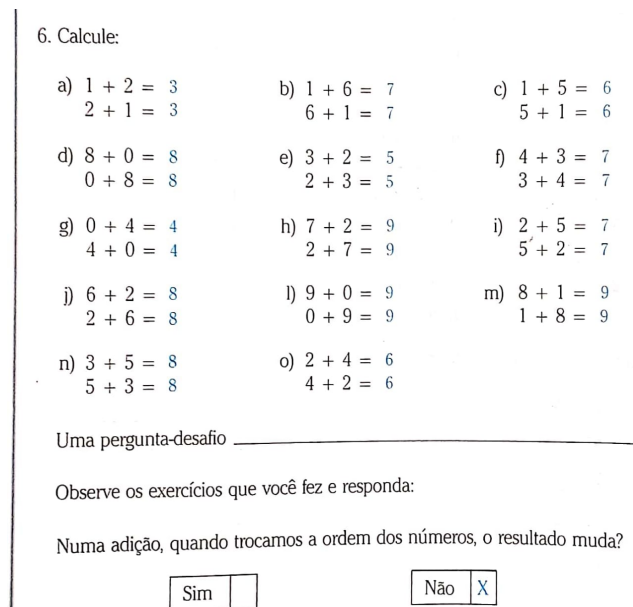 6. Calcule:
a) 1 + 2 = 3 b) 1 + 6 = 7 c) 1 + 5 = 6
2 + 1 = 3 6 + 1 = 7 5 + 1 = 6
d) 8 + 0 = 8 e) 3 + 2 = 5 f) 4 + 3 = 7
0 + 8 = 8 2 + 3 = 5 3 + 4 = 7
g) 0 + 4 = 4 h) 7 + 2 = 9 i) 2 + 5 = 7
4 + 0 = 4 2 + 7 = 9 5 + 2 = 7
j) 6 + 2 = 8 l) 9 + 0 = 9 m) 8 + 1 = 9
2 + 6 = 8 0 + 9 = 9 1 + 8 = 9
n) 3 + 5 = 8 o) 2 + 4 = 6
5 + 3 = 8 4 + 2 = 6
Uma pergunta-desafio
Observe os exercícios que você fez e responda:
Numa adição, quando trocamos a ordem dos números, o resultado muda?
Sim Não X